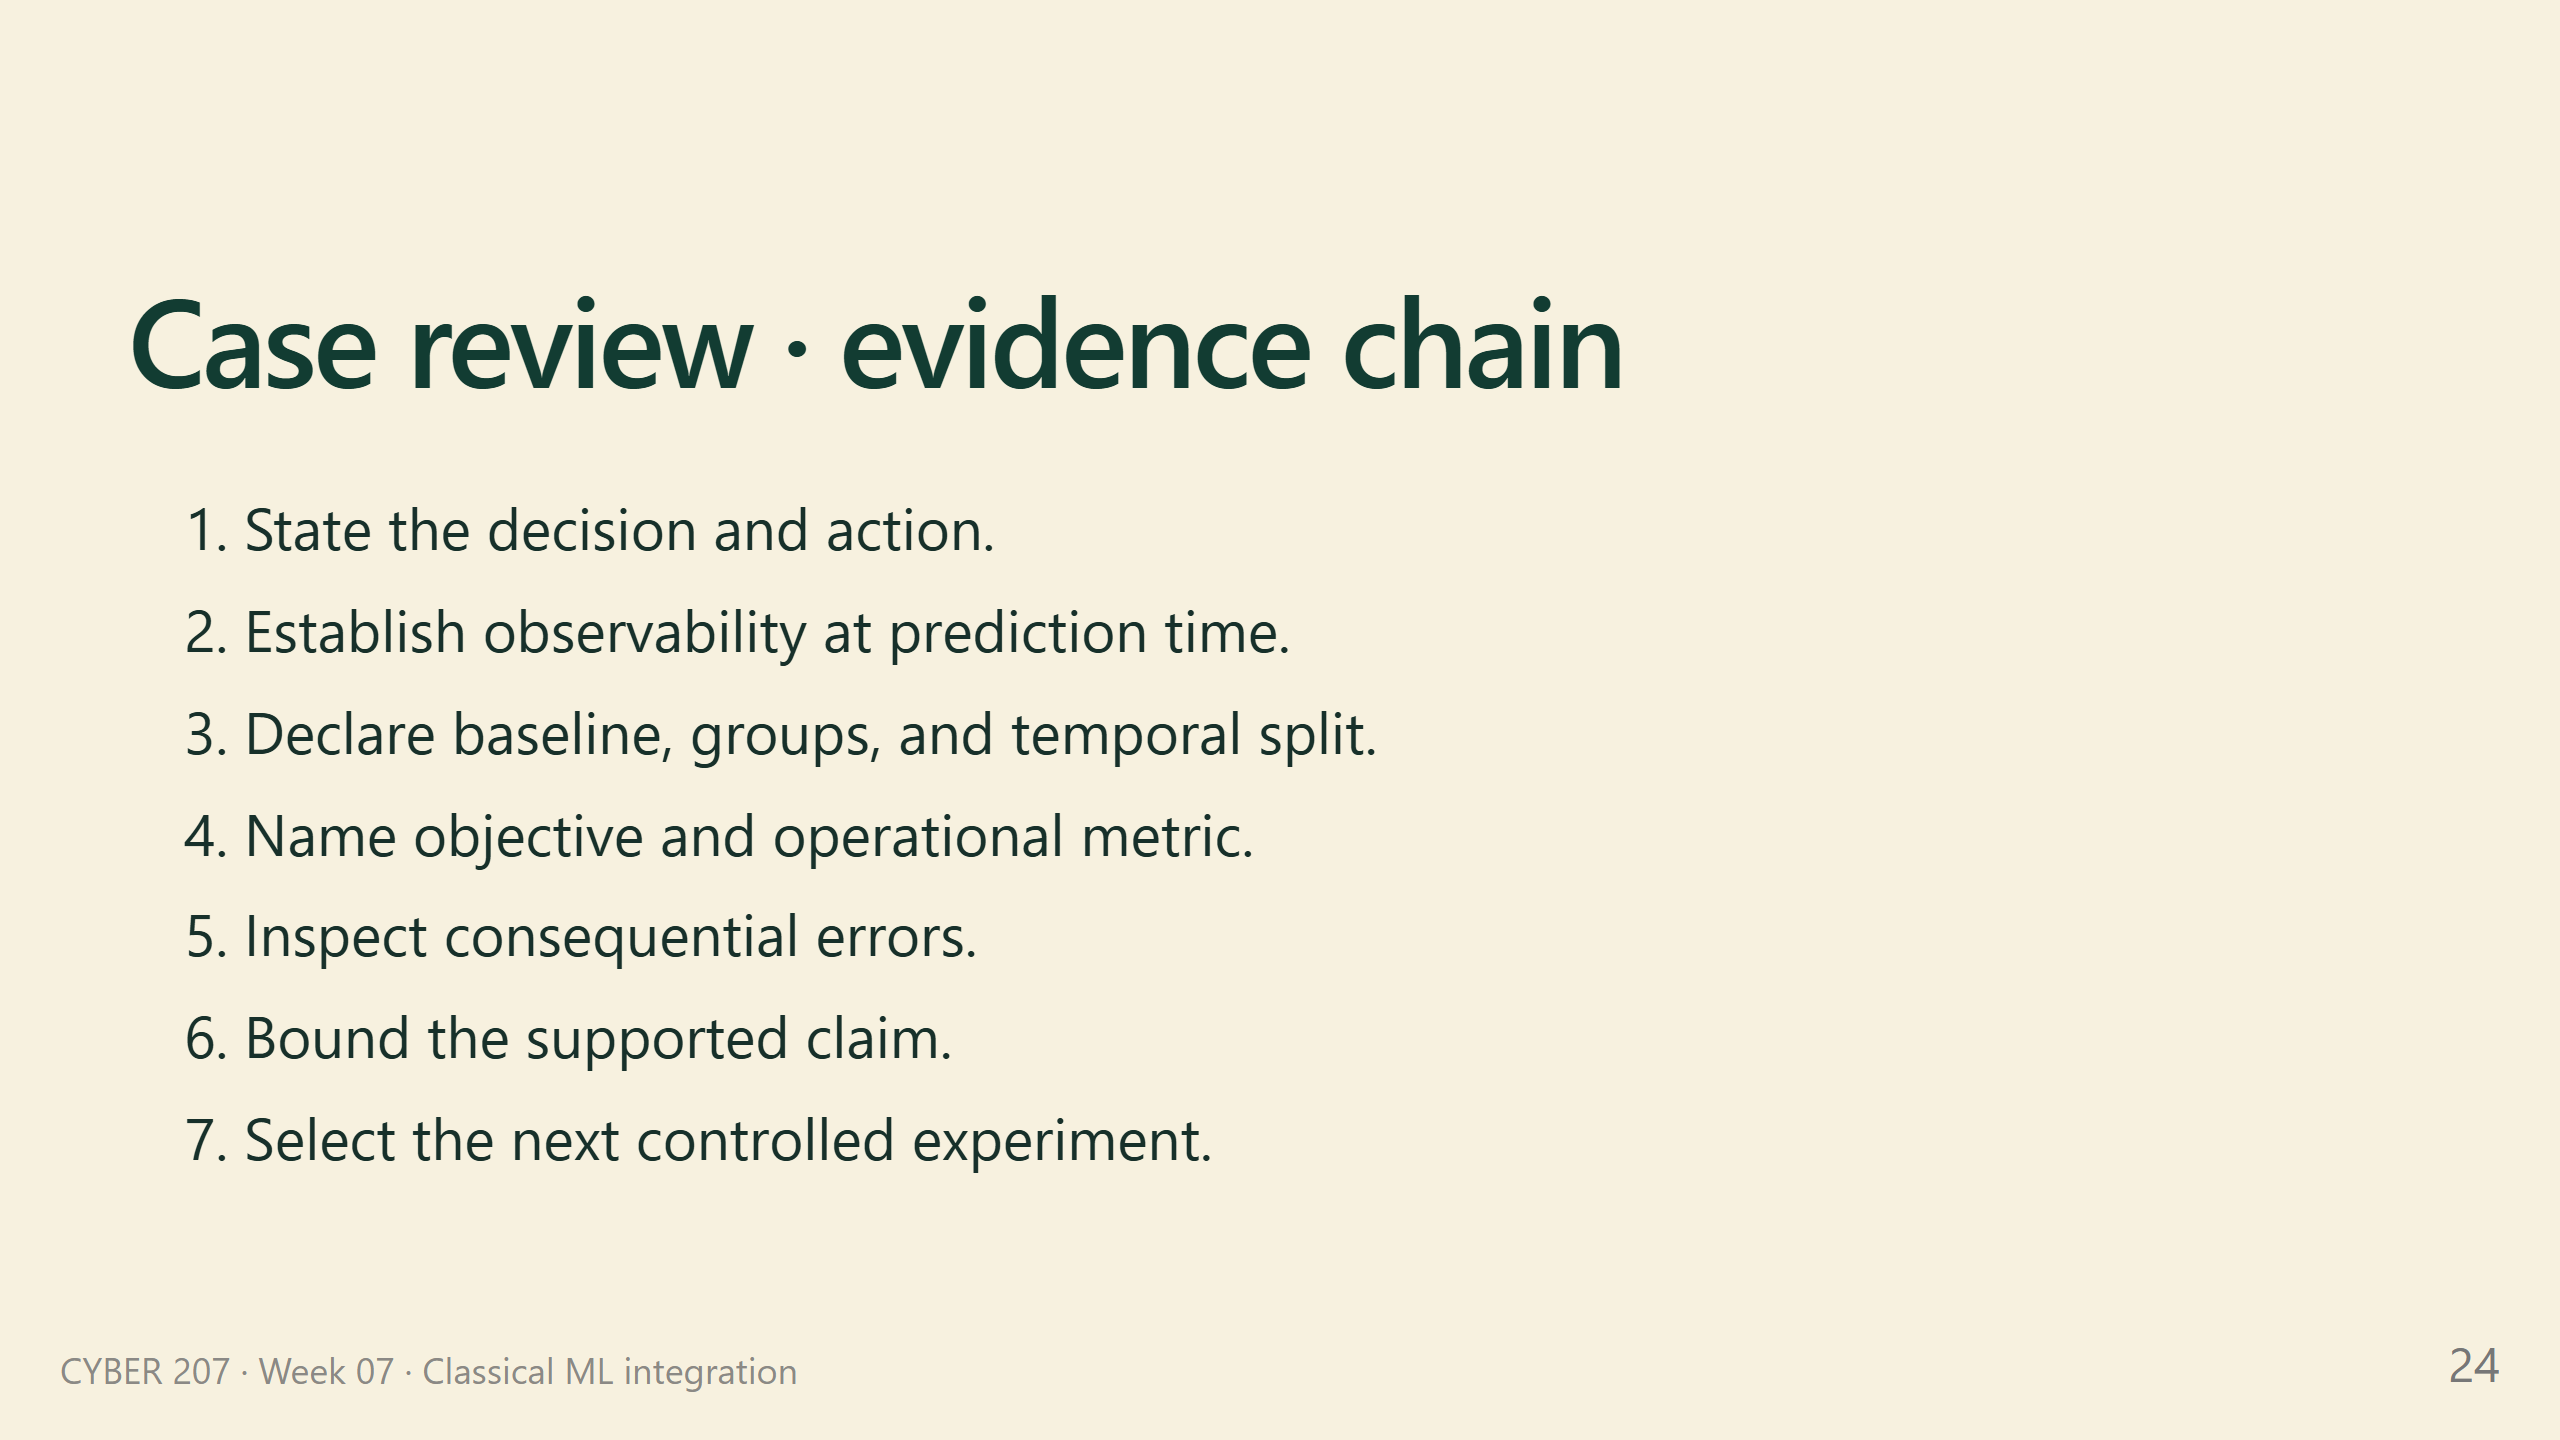 Case review · evidence chain
1. State the decision and action.
2. Establish observability at prediction time.
3. Declare baseline, groups, and temporal split.
4. Name objective and operational metric.
5. Inspect consequential errors.
6. Bound the supported claim.
7. Select the next controlled experiment.
CYBER 207 · Week 07 · Classical ML integration
24